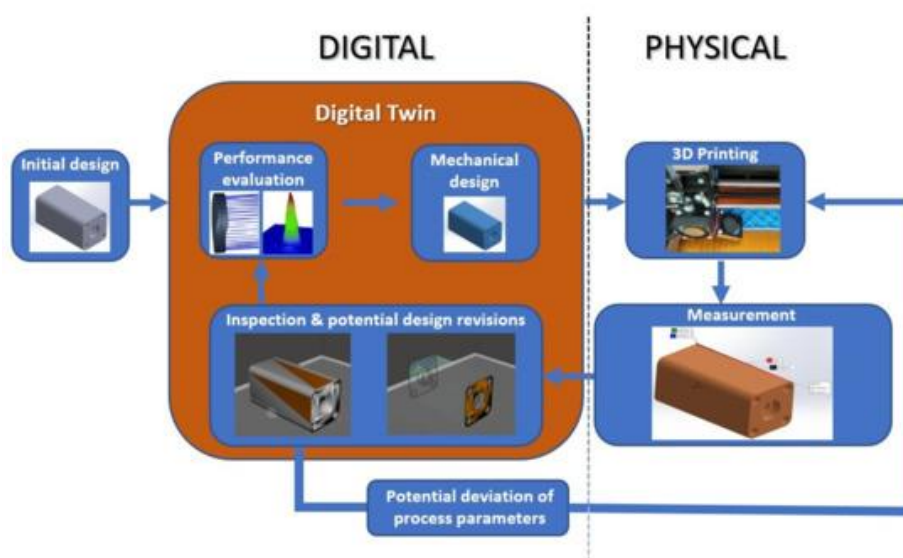 DIGITAL
PHYSICAL
Digital Twin
Initial design
Performance
evaluation
Mechanical
design
3D Printing
Inspection & potential design revisions
Measurement
Potential deviation of
process parameters